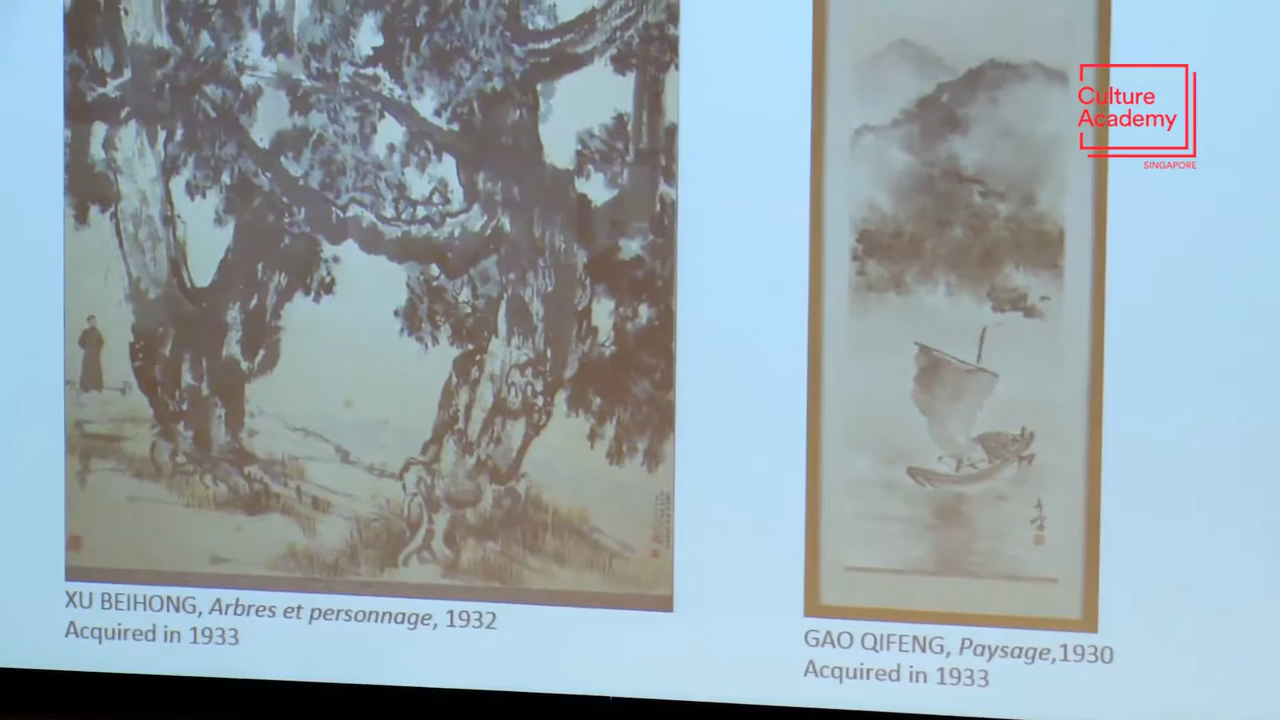 Culture
Academy
SINGAPORE
XU BEIHONG, Arbres et personnage, 1932
Acquired in 1933
GAO QIFENG, Paysage,1930
Acquired in 1933